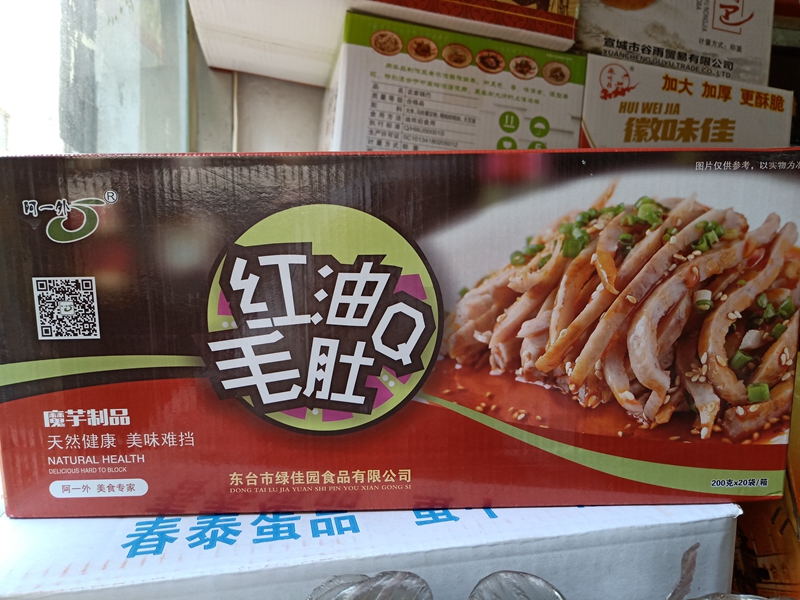 宣城市谷雨贸易有限公司
加大 加厚 更酥脆
HUI WEI JIA
徽味佳
图片仅供参考，以实物为准
阿一外®
红油
毛肚Q
魔芋制品
天然健康 美味难挡
NATURAL HEALTH
DELICIOUS HARD TO BLOCK
阿一外 美食专家
东台市绿佳园食品有限公司
DONG TAI LU JIA YUAN SHI PIN YOU XIAN GONG SI
200克x20袋/箱
春泰蛋品